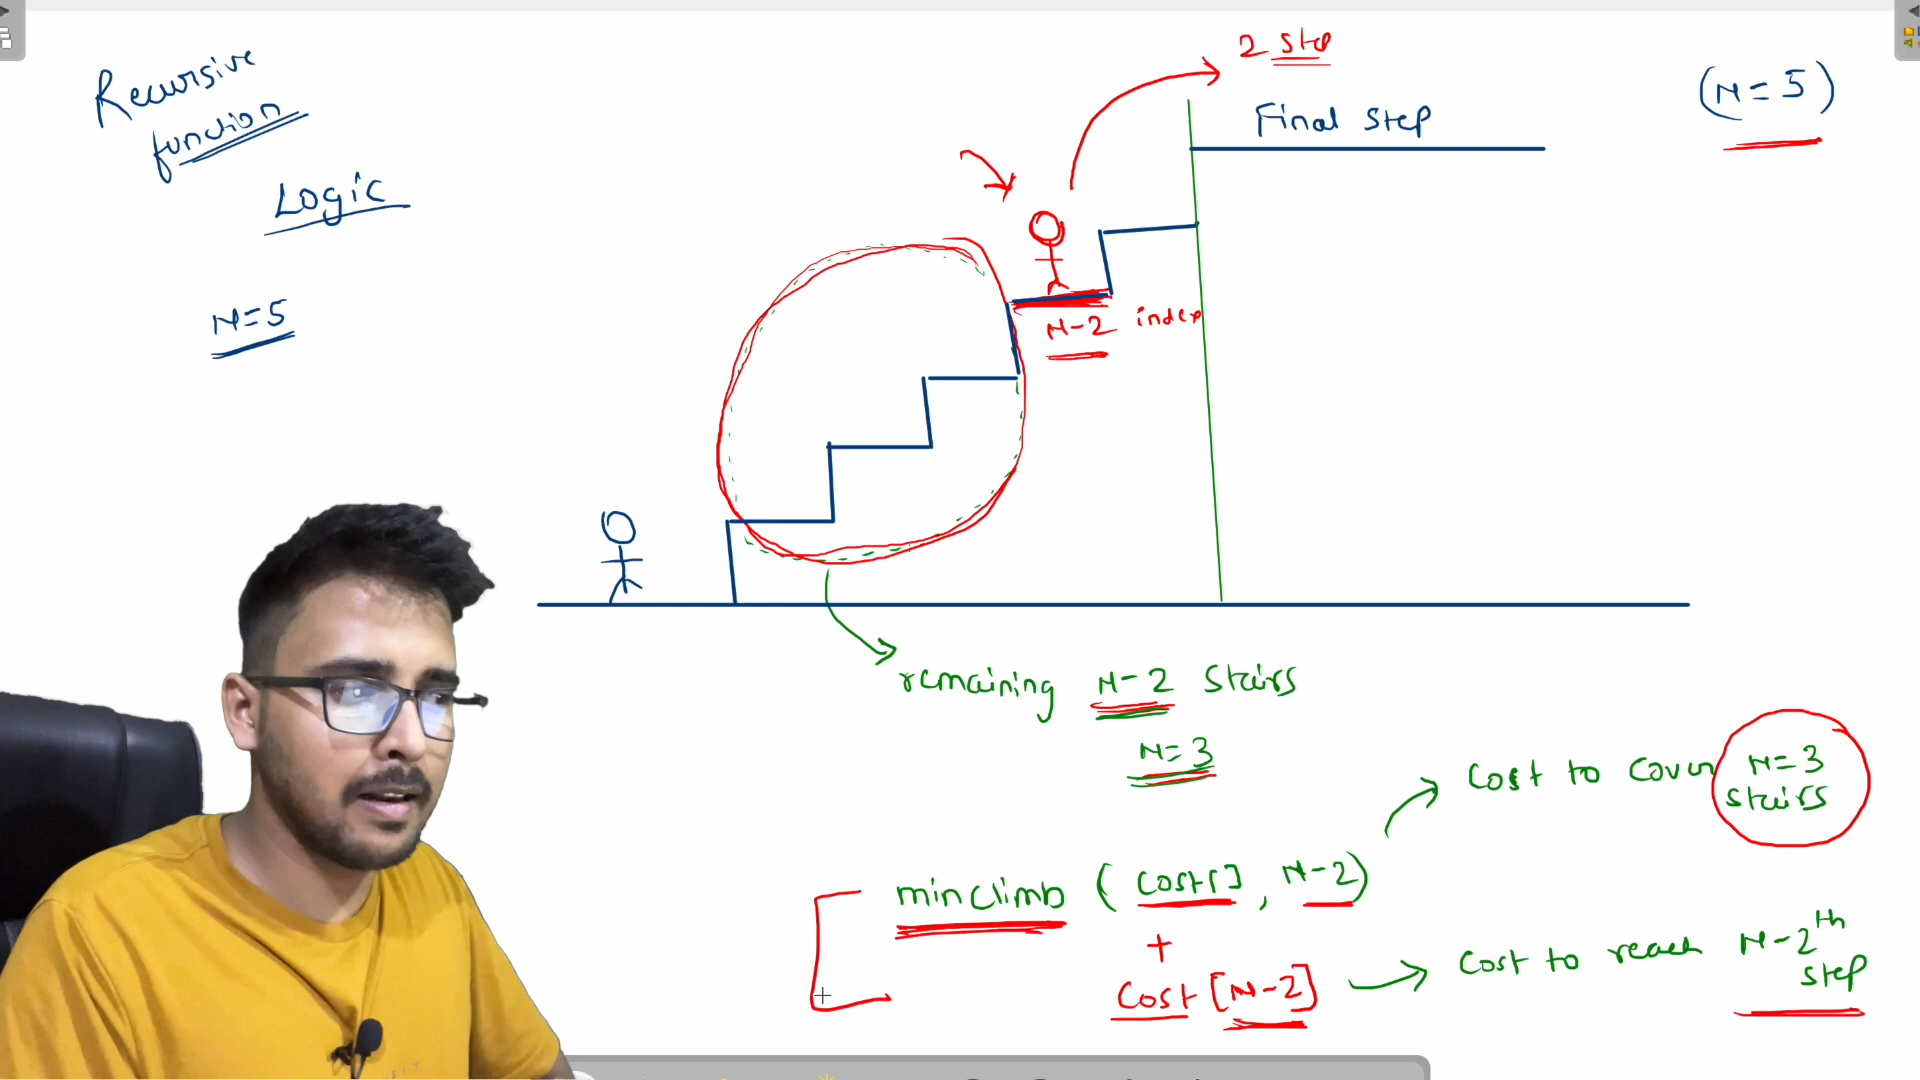 Recursive
function
Logic
N=5
2 step
Final step
(N=5)
N-2 index
remaining N-2 stairs
N=3
cost to cover N=3
stairs
minclimb (cost[], N-2)
+
cost [N-2]
cost to reach N-2th
step